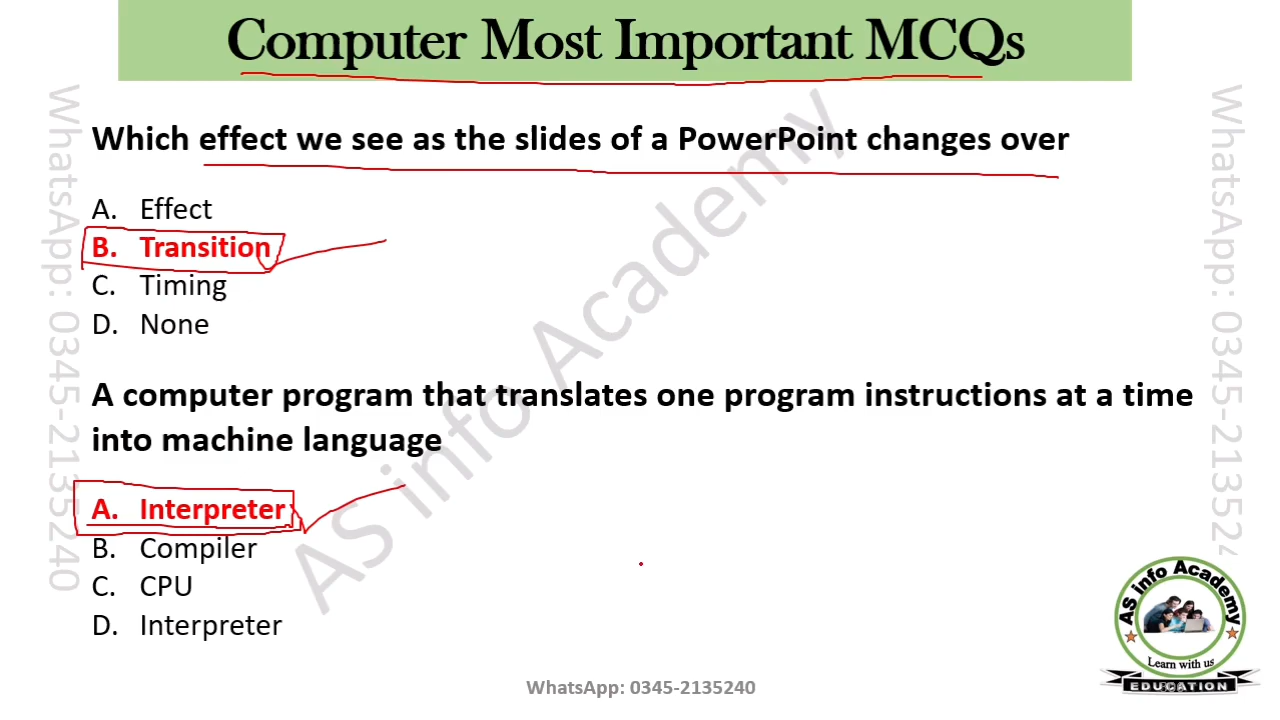 Computer Most Important MCQs
Which effect we see as the slides of a PowerPoint changes over
A. Effect
B. Transition
C. Timing
D. None
A computer program that translates one program instructions at a time
into machine language
A. Interpreter
B. Compiler
C. CPU
D. Interpreter
WhatsApp: 0345-2135240
WhatsApp: 0345-213524
AS info Academy
AS info Academy
Learn with us
EDUCATION
WhatsApp: 0345-2135240